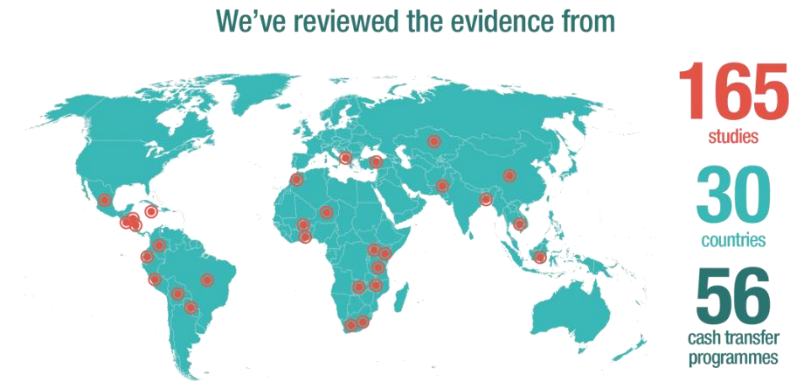 We’ve reviewed the evidence from
165
studies
30
countries
56
cash transfer
programmes